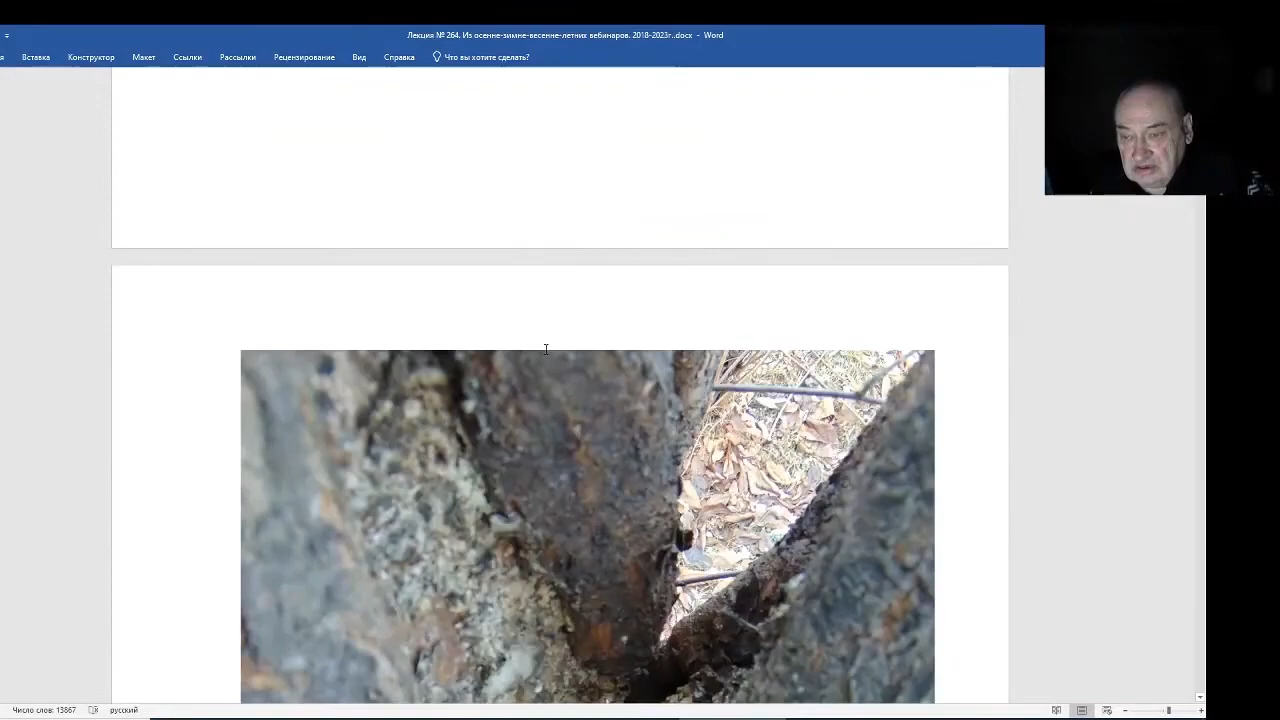 Лекция № 264. Из осенне-зимне-весенне-летних вебинаров. 2018-2023г..docx - Word
я Вставка Конструктор Макет Ссылки Рассылки Рецензирование Вид Справка Что вы хотите сделать?
Число слов: 13867 русский